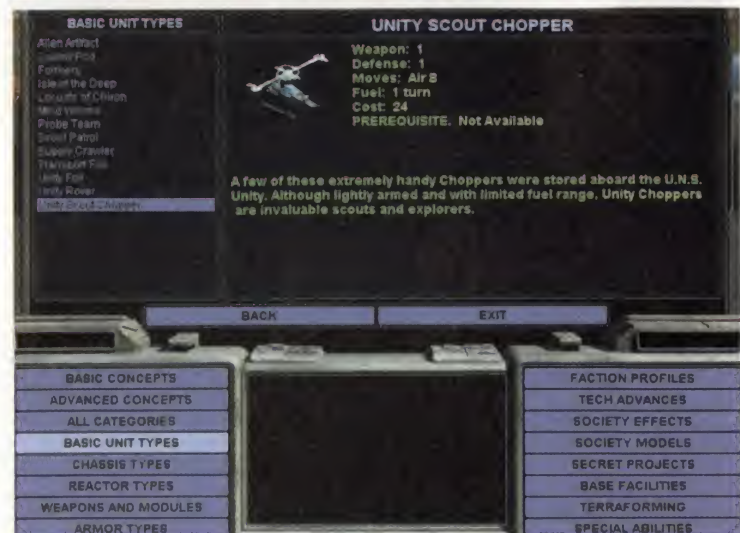 BASIC UNIT TYPES
Alien Artifact
Colony Pod
Formers
Isle of the Deep
Locusts of Chiron
Mind Worms
Probe Team
Scout Patrol
Supply Crawler
Transport Foil
Unity Foil
Unity Rover
Unity Scout Chopper
UNITY SCOUT CHOPPER
Weapon: 1
Defense: 1
Moves: Air 8
Fuel: 1 turn
Cost: 24
PREREQUISITE. Not Available
A few of these extremely handy Choppers were stored aboard the U.N.S.
Unity. Although lightly armed and with limited fuel range, Unity Choppers
are invaluable scouts and explorers.
BACK
EXIT
BASIC CONCEPTS
ADVANCED CONCEPTS
ALL CATEGORIES
BASIC UNIT TYPES
CHASSIS TYPES
REACTOR TYPES
WEAPONS AND MODULES
ARMOR TYPES
FACTION PROFILES
TECH ADVANCES
SOCIETY EFFECTS
SOCIETY MODELS
SECRET PROJECTS
BASE FACILITIES
TERRAFORMING
SPECIAL ABILITIES